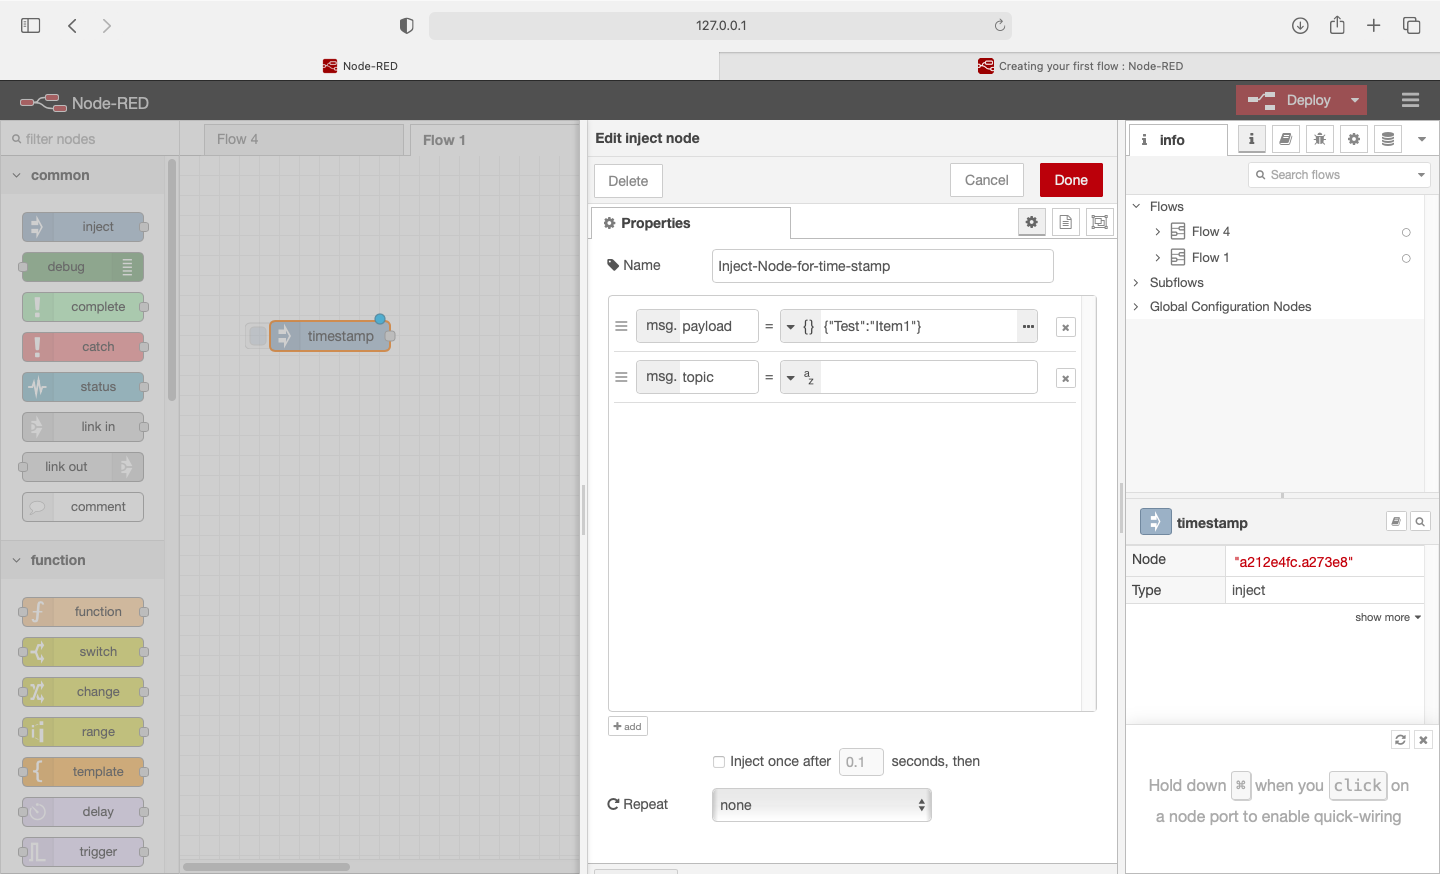 127.0.0.1
Node-RED
Creating your first flow : Node-RED
Node-RED
Deploy
filter nodes
Flow 4
Flow 1
common
inject
debug
complete
catch
status
link in
link out
comment
function
function
switch
change
range
template
delay
trigger
timestamp
Edit inject node
Delete
Cancel
Done
Properties
Name
Inject-Node-for-time-stamp
msg. payload = {} {"Test":"Item1"} •••
msg. topic = az
+ add
Inject once after 0.1 seconds, then
Repeat
none
i info
i
Search flows
Flows
Flow 4
Flow 1
Subflows
Global Configuration Nodes
timestamp
Node "a212e4fc.a273e8"
Type inject
show more
Hold down ⌘ when you click on
a node port to enable quick-wiring